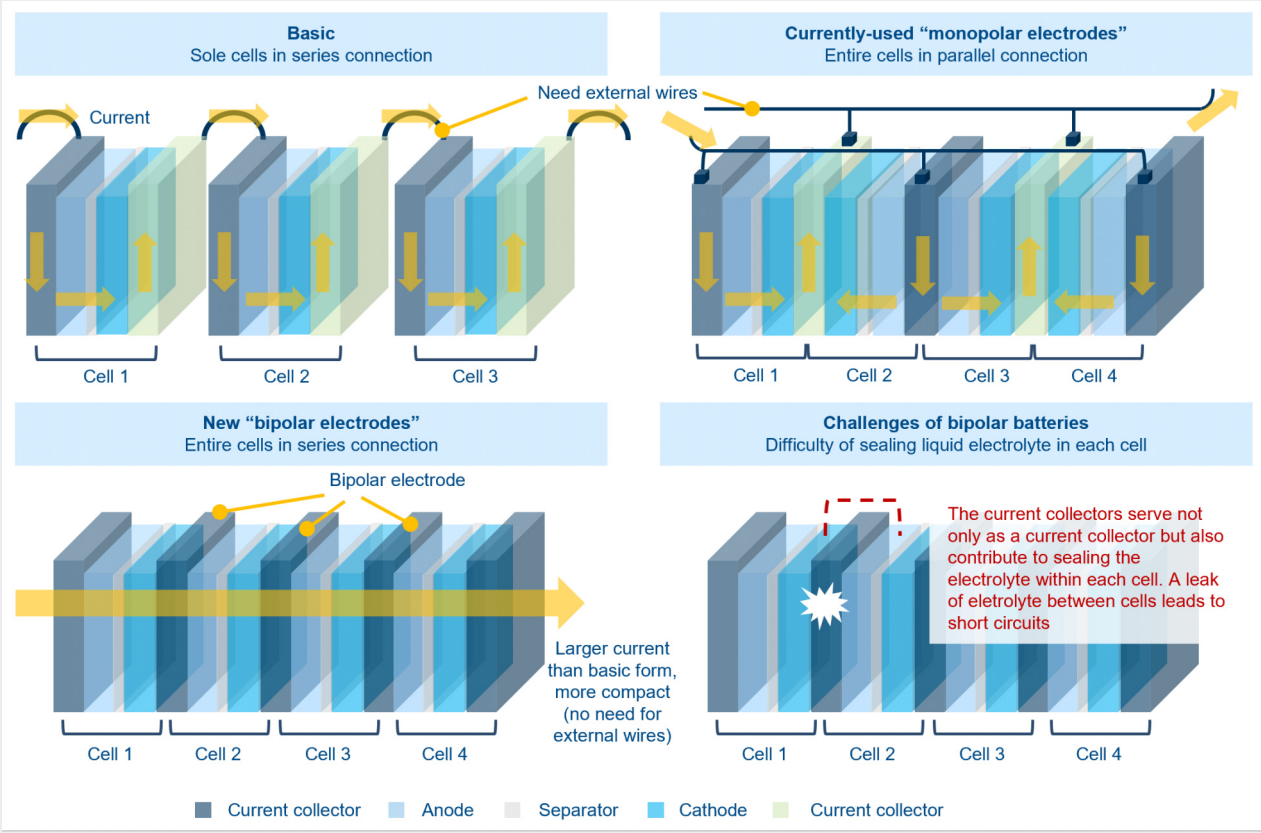 Basic
Sole cells in series connection
Currently-used “monopolar electrodes”
Entire cells in parallel connection
Need external wires
Current
Cell 1
Cell 2
Cell 3
Cell 1
Cell 2
Cell 3
Cell 4
New “bipolar electrodes”
Entire cells in series connection
Challenges of bipolar batteries
Difficulty of sealing liquid electrolyte in each cell
Bipolar electrode
Larger current
than basic form,
more compact
(no need for
external wires)
The current collectors serve not
only as a current collector but also
contribute to sealing the
electrolyte within each cell. A leak
of eletrolyte between cells leads to
short circuits
Cell 1
Cell 2
Cell 3
Cell 4
Cell 1
Cell 2
Cell 3
Cell 4
Current collector
Anode
Separator
Cathode
Current collector